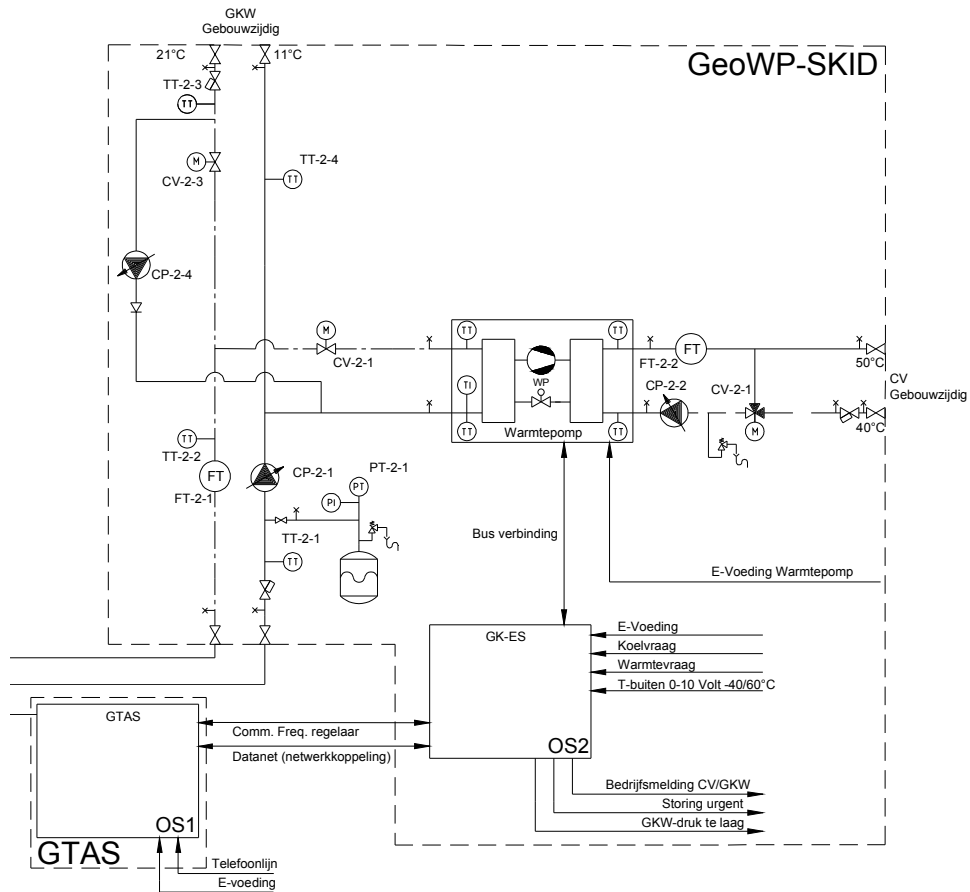 GKW
Gebouwzijdig
21°C
11°C
GeoWP-SKID
TT-2-3
TT
TT-2-4
TT
M
CV-2-3
CP-2-4
M
CV-2-1
TT
TT
FT-2-2
FT
50°C
CV
Gebouwzijdig
WP
TI
CP-2-2
CV-2-1
M
40°C
TT
TT
Warmtepomp
TT
TT-2-2
FT
FT-2-1
CP-2-1
PT-2-1
PT
PI
TT-2-1
TT
Bus verbinding
E-Voeding Warmtepomp
GK-ES
E-Voeding
Koelvraag
Warmtevraag
T-buiten 0-10 Volt -40/60°C
OS2
GTAS
Comm. Freq. regelaar
Datanet (netwerkkoppeling)
OS1
GTAS
Bedrijfsmelding CV/GKW
Storing urgent
GKW-druk te laag
Telefoonlijn
E-voeding